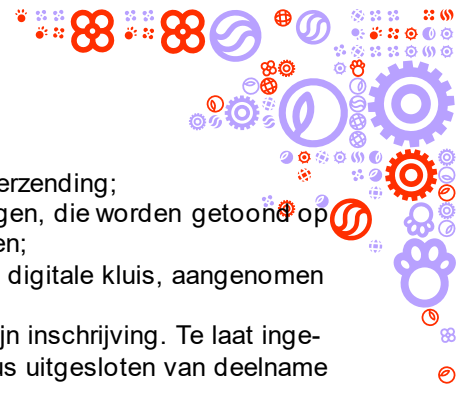 erzending;
gen, die worden getoond op
en;
digitale kluis, aangenomen
jn inschrijving. Te laat inge-
us uitgesloten van deelname